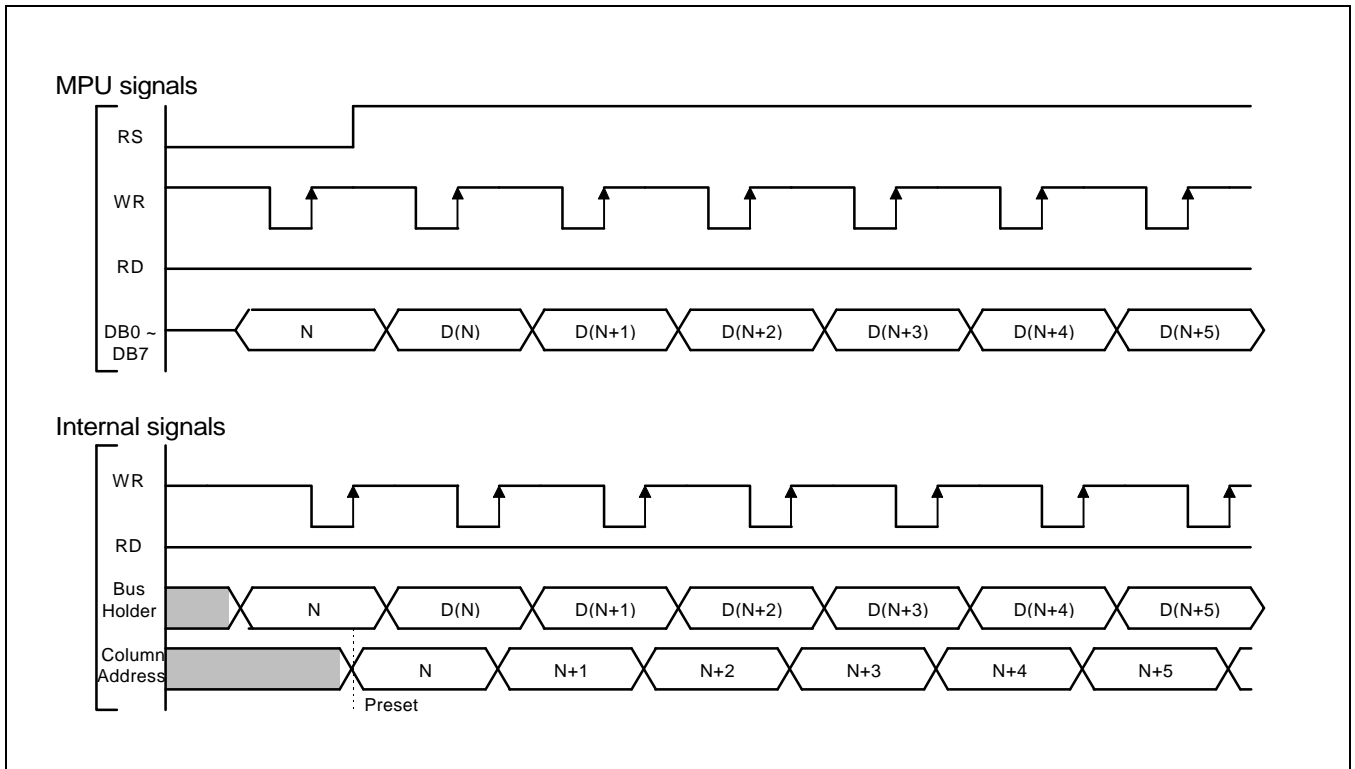 MPU signals
RS
WR
RD
DB0 ~
DB7
N D(N) D(N+1) D(N+2) D(N+3) D(N+4) D(N+5)
Internal signals
WR
RD
Bus
Holder
N D(N) D(N+1) D(N+2) D(N+3) D(N+4) D(N+5)
Column
Address
N N+1 N+2 N+3 N+4 N+5
Preset